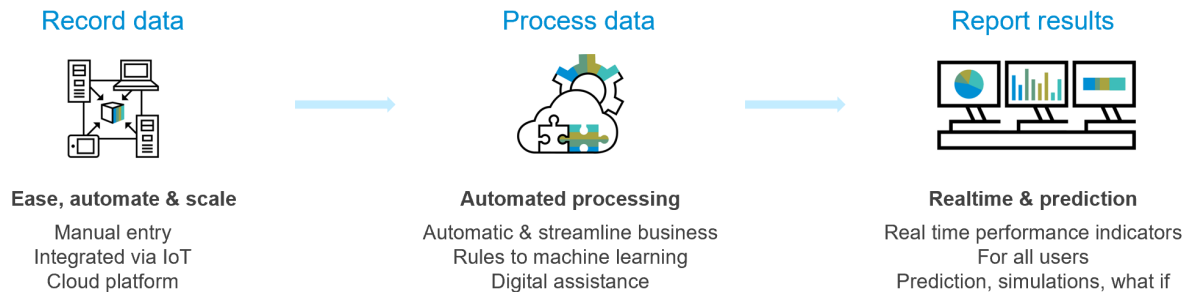 Record data
Process data
Report results
Ease, automate & scale
Manual entry
Integrated via IoT
Cloud platform
Automated processing
Automatic & streamline business
Rules to machine learning
Digital assistance
Realtime & prediction
Real time performance indicators
For all users
Prediction, simulations, what if